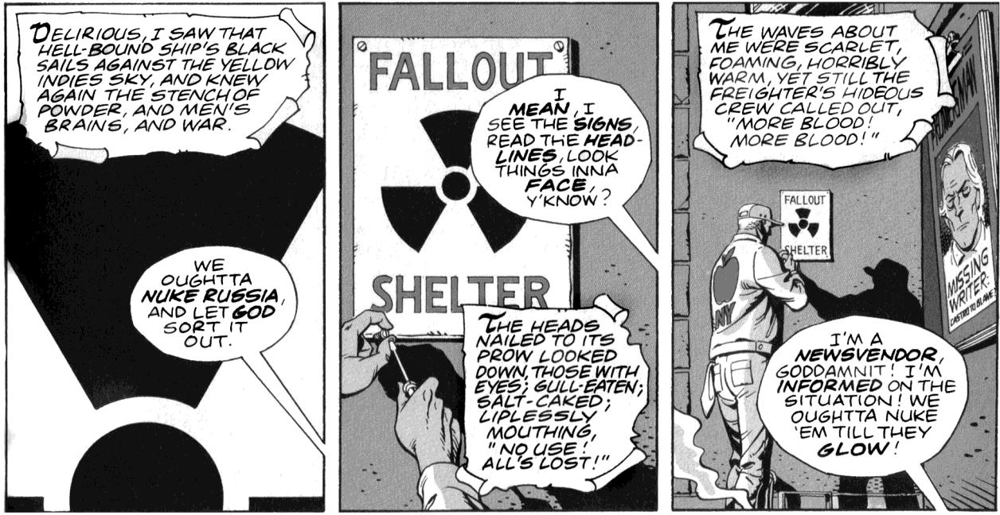 DELIRIOUS, I SAW THAT
HELL-BOUND SHIP'S BLACK
SAILS AGAINST THE YELLOW
INDIES SKY, AND KNEW
AGAIN THE STENCH OF
POWDER, AND MEN'S
BRAINS, AND WAR.
WE
OUGHTTA
NUKE RUSSIA,
AND LET GOD
SORT IT
OUT.
FALLOUT
SHELTER
I
MEAN, I
SEE THE SIGNS,
READ THE HEAD-
LINES, LOOK
THINGS INNA
FACE,
Y'KNOW?
THE HEADS
NAILED TO ITS
PROW LOOKED
DOWN, THOSE WITH
EYES; GULL-EATEN;
SALT-CAKED;
LIPLESSLY
MOUTHING,
"NO USE!
ALL'S LOST!"
THE WAVES ABOUT
ME WERE SCARLET,
FOAMING, HORRIBLY
WARM, YET STILL THE
FREIGHTER'S HIDEOUS
CREW CALLED OUT,
"MORE BLOOD!
MORE BLOOD!"
FALLOUT
SHELTER
NY
MISSING
WRITER:
CASTRO TO BLAME?
I'M A
NEWSVENDOR,
GODDAMNIT! I'M
INFORMED ON THE
SITUATION! WE
OUGHTTA NUKE
'EM TILL THEY
GLOW!